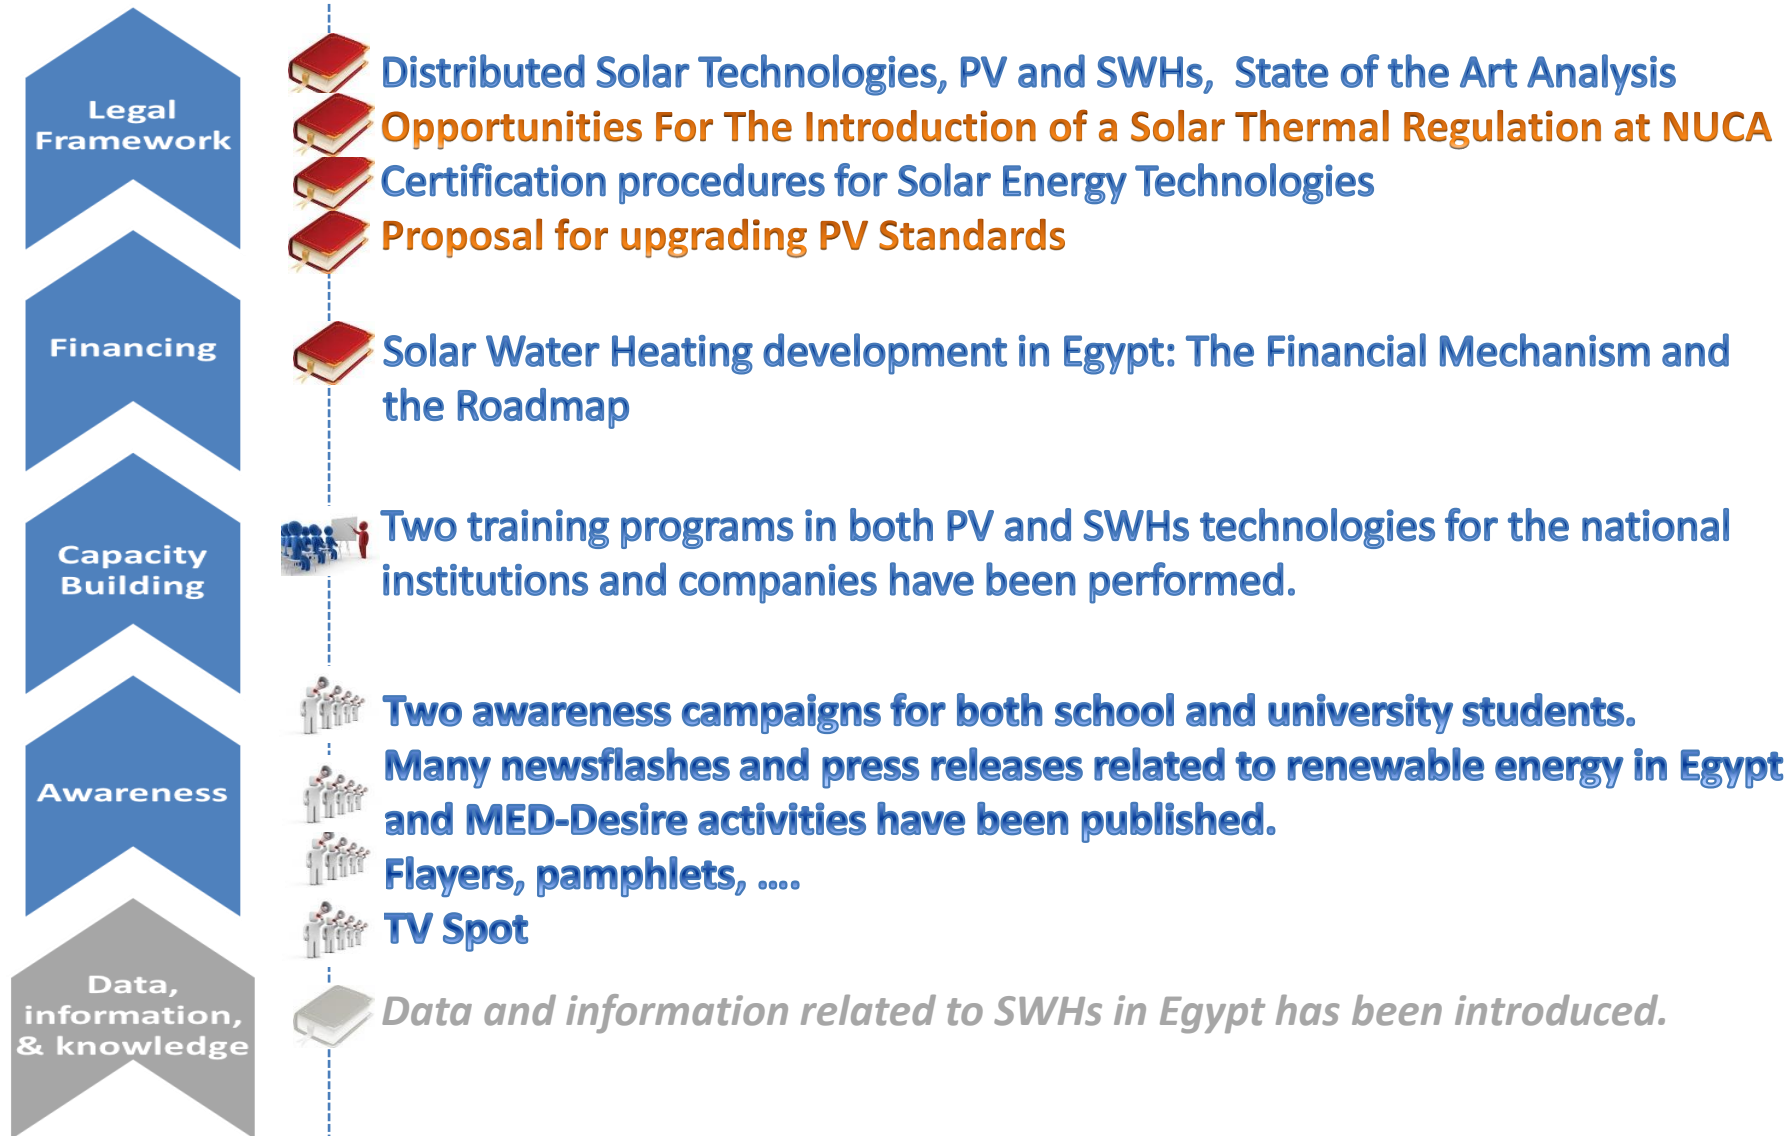 Legal
Framework
Distributed Solar Technologies, PV and SWHs, State of the Art Analysis
Opportunities For The Introduction of a Solar Thermal Regulation at NUCA
Certification procedures for Solar Energy Technologies
Proposal for upgrading PV Standards
Financing
Solar Water Heating development in Egypt: The Financial Mechanism and
the Roadmap
Capacity
Building
Two training programs in both PV and SWHs technologies for the national
institutions and companies have been performed.
Awareness
Two awareness campaigns for both school and university students.
Many newsflashes and press releases related to renewable energy in Egypt
and MED-Desire activities have been published.
Flayers, pamphlets, ....
TV Spot
Data,
information,
& knowledge
Data and information related to SWHs in Egypt has been introduced.